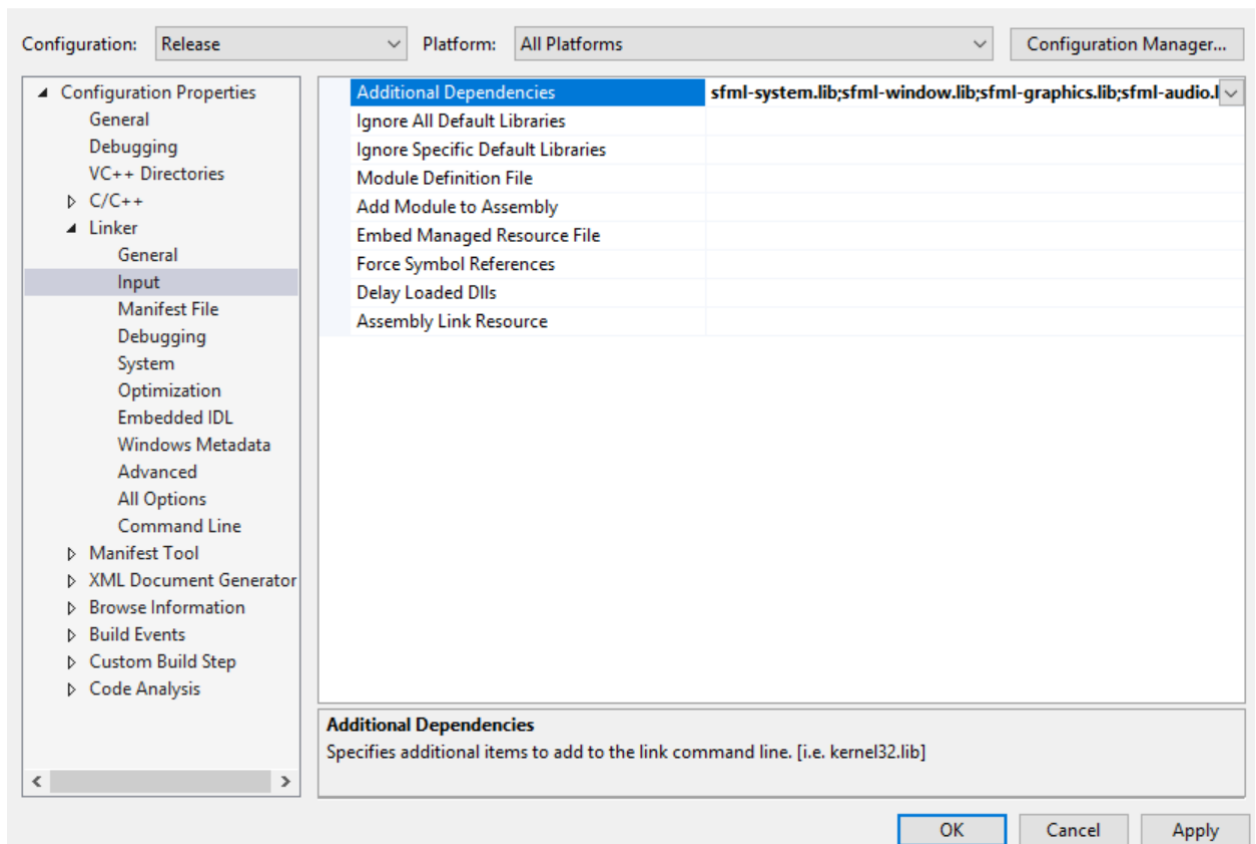 Configuration: Release Platform: All Platforms Configuration Manager...
Configuration Properties
General
Debugging
VC++ Directories
C/C++
Linker
General
Input
Manifest File
Debugging
System
Optimization
Embedded IDL
Windows Metadata
Advanced
All Options
Command Line
Manifest Tool
XML Document Generator
Browse Information
Build Events
Custom Build Step
Code Analysis
Additional Dependencies sfml-system.lib;sfml-window.lib;sfml-graphics.lib;sfml-audio.l
Ignore All Default Libraries
Ignore Specific Default Libraries
Module Definition File
Add Module to Assembly
Embed Managed Resource File
Force Symbol References
Delay Loaded Dlls
Assembly Link Resource
Additional Dependencies
Specifies additional items to add to the link command line. [i.e. kernel32.lib]
OK Cancel Apply